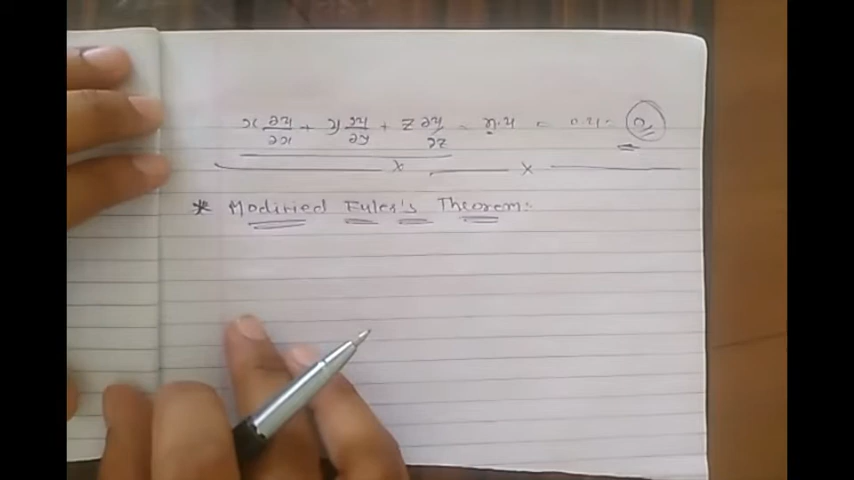 x ∂u/∂x + y ∂u/∂y + z ∂u/∂z = n.u = 0.u = 0
x x
* Modified Euler's Theorem: